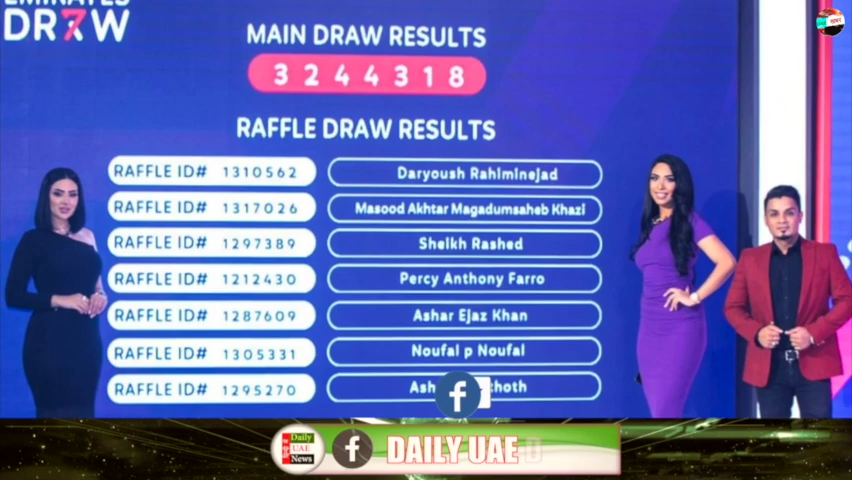 EMIRATES
DRAW
MAIN DRAW RESULTS
3 2 4 4 3 1 8
RAFFLE DRAW RESULTS
RAFFLE ID# 1310562 Daryoush Rahiminejad
RAFFLE ID# 1317026 Masood Akhtar Magadumsaheb Khazi
RAFFLE ID# 1297389 Sheikh Rashed
RAFFLE ID# 1212430 Percy Anthony Farro
RAFFLE ID# 1287609 Ashar Ejaz Khan
RAFFLE ID# 1305331 Noufal p Noufal
RAFFLE ID# 1295270
Daily
UAE
News
DAILY UAE